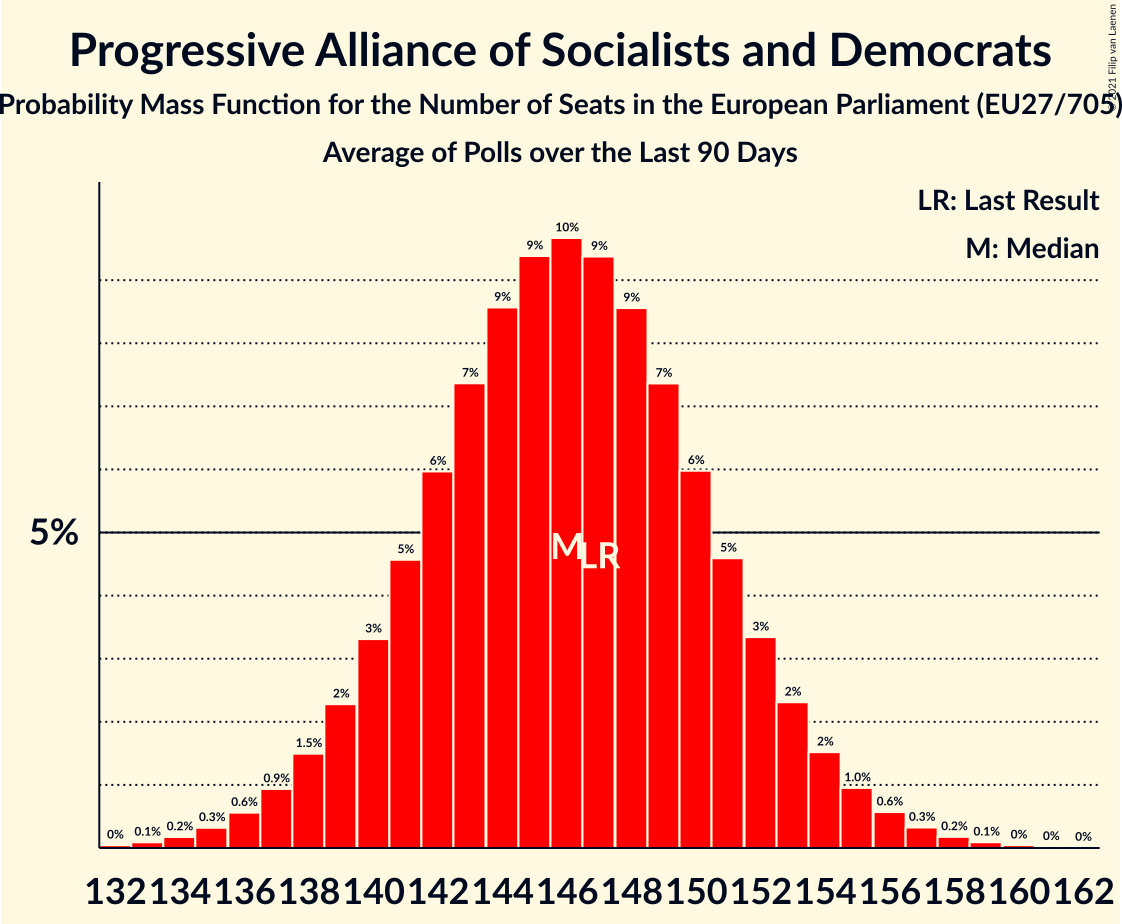 Progressive Alliance of Socialists and Democrats
Probability Mass Function for the Number of Seats in the European Parliament (EU27/705)
Average of Polls over the Last 90 Days
© 2021 Filip van Laenen
LR: Last Result
M: Median
5%
0% 0.1% 0.2% 0.3% 0.6% 0.9% 1.5% 2% 3% 5% 6% 7% 9% 9% 10% 9% 9% 7% 6% 5% 3% 2% 2% 1.0% 0.6% 0.3% 0.2% 0.1% 0% 0% 0%
M LR
132 134 136 138 140 142 144 146 148 150 152 154 156 158 160 162